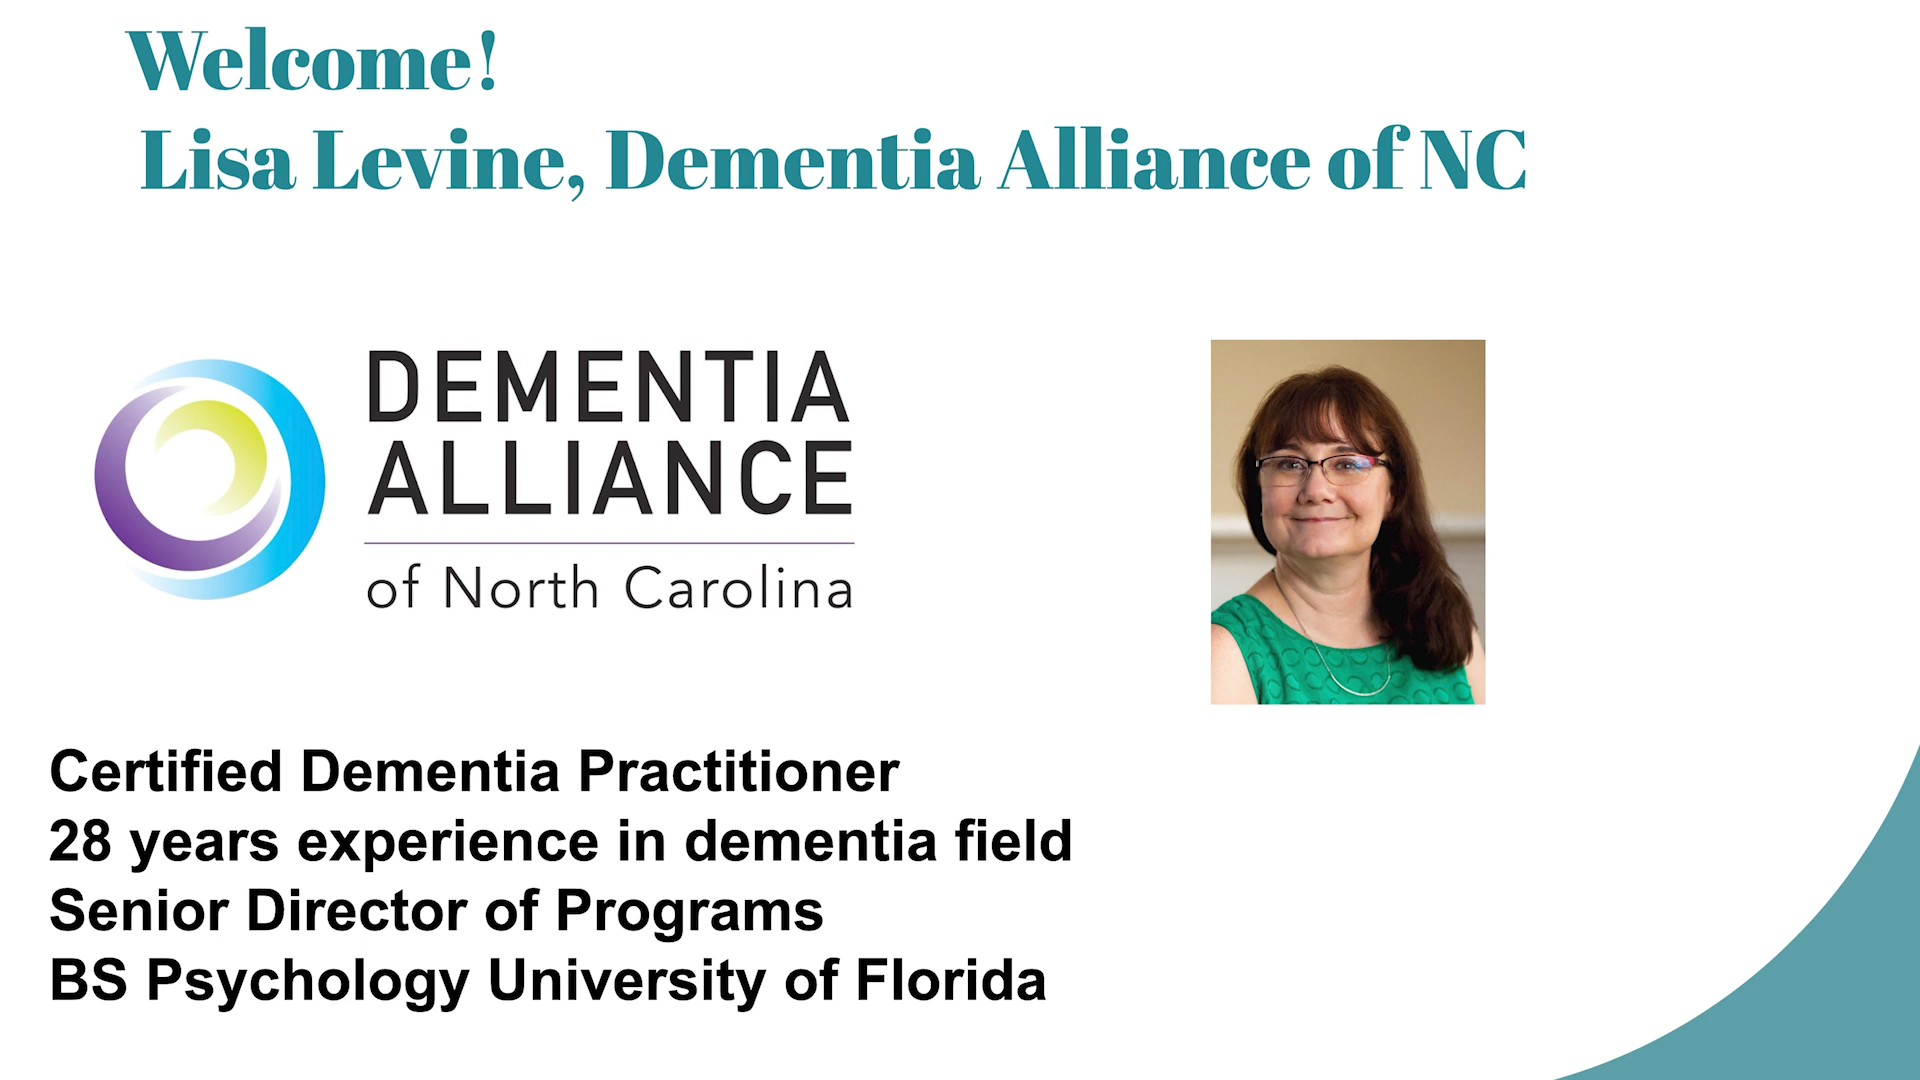 Welcome!
Lisa Levine, Dementia Alliance of NC
DEMENTIA
ALLIANCE
of North Carolina
Certified Dementia Practitioner
28 years experience in dementia field
Senior Director of Programs
BS Psychology University of Florida